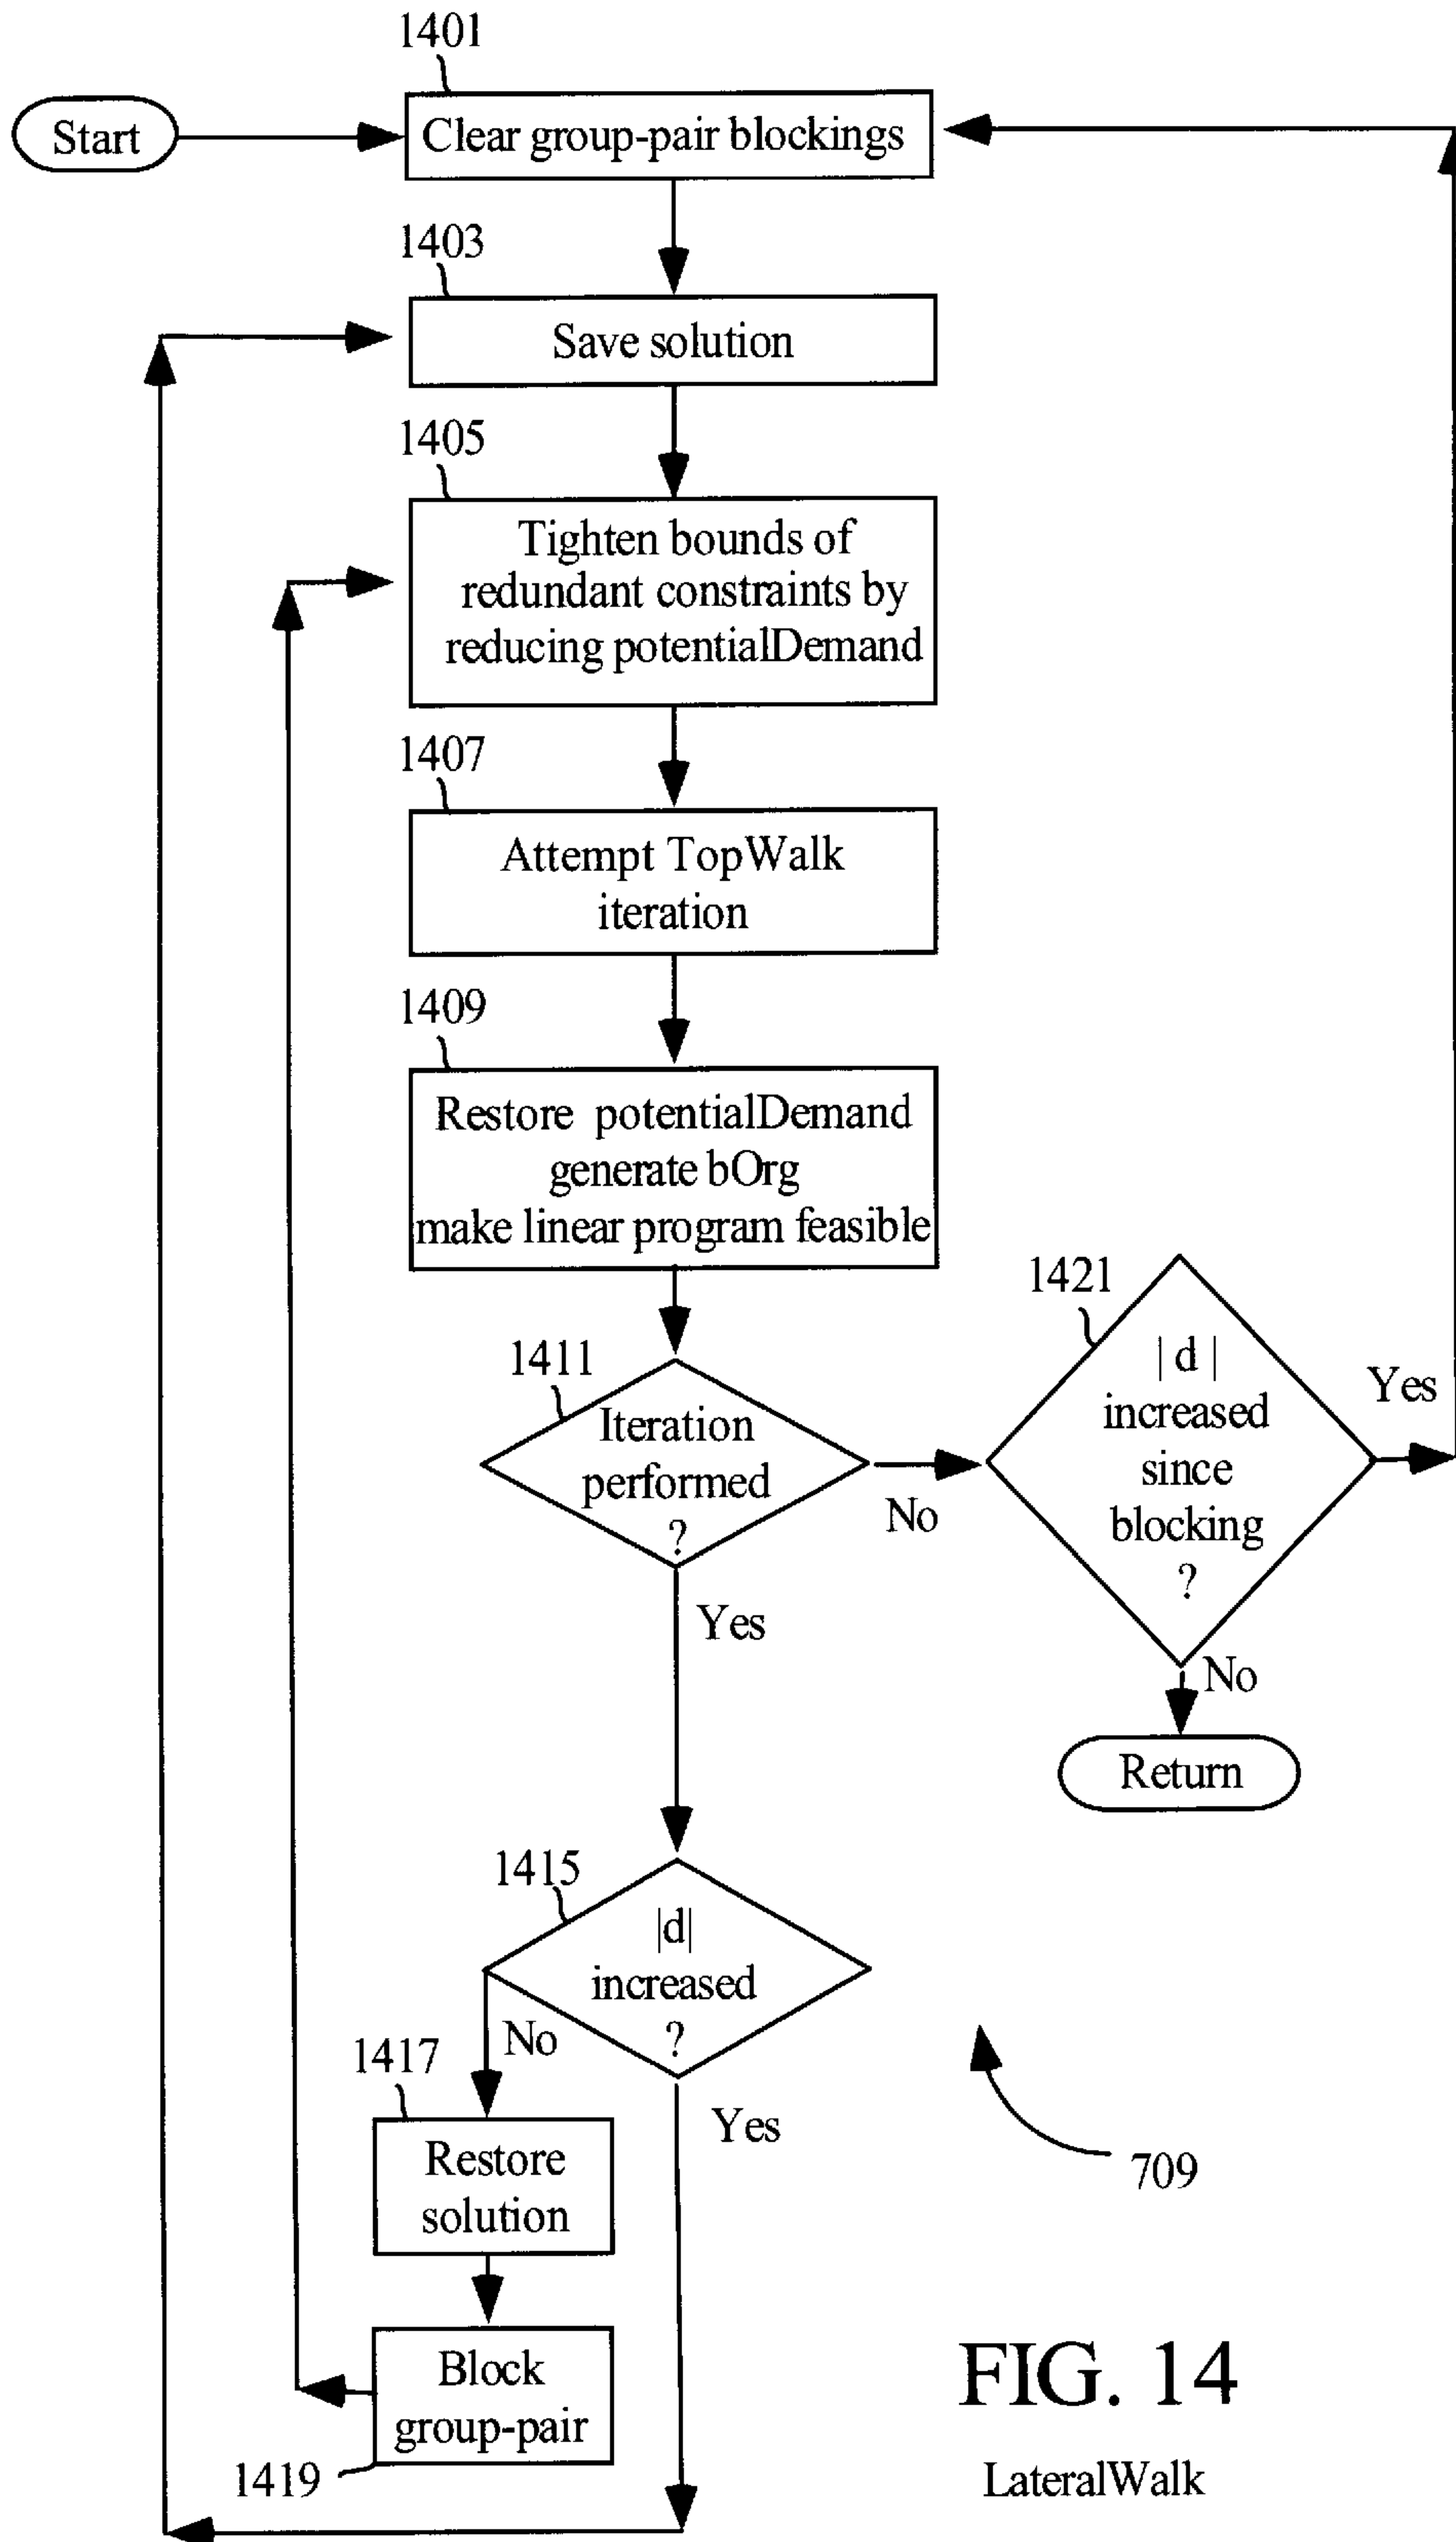 1401
Start
Clear group-pair blockings
1403
Save solution
1405
Tighten bounds of
redundant constraints by
reducing potentialDemand
1407
Attempt TopWalk
iteration
1409
Restore potentialDemand
generate bOrg
make linear program feasible
1411
Iteration
performed
?
No
Yes
1421
| d |
increased
since
blocking
?
Yes
No
Return
1415
|d|
increased
?
No
Yes
1417
Restore
solution
Block
group-pair
1419
709
FIG. 14
LateralWalk